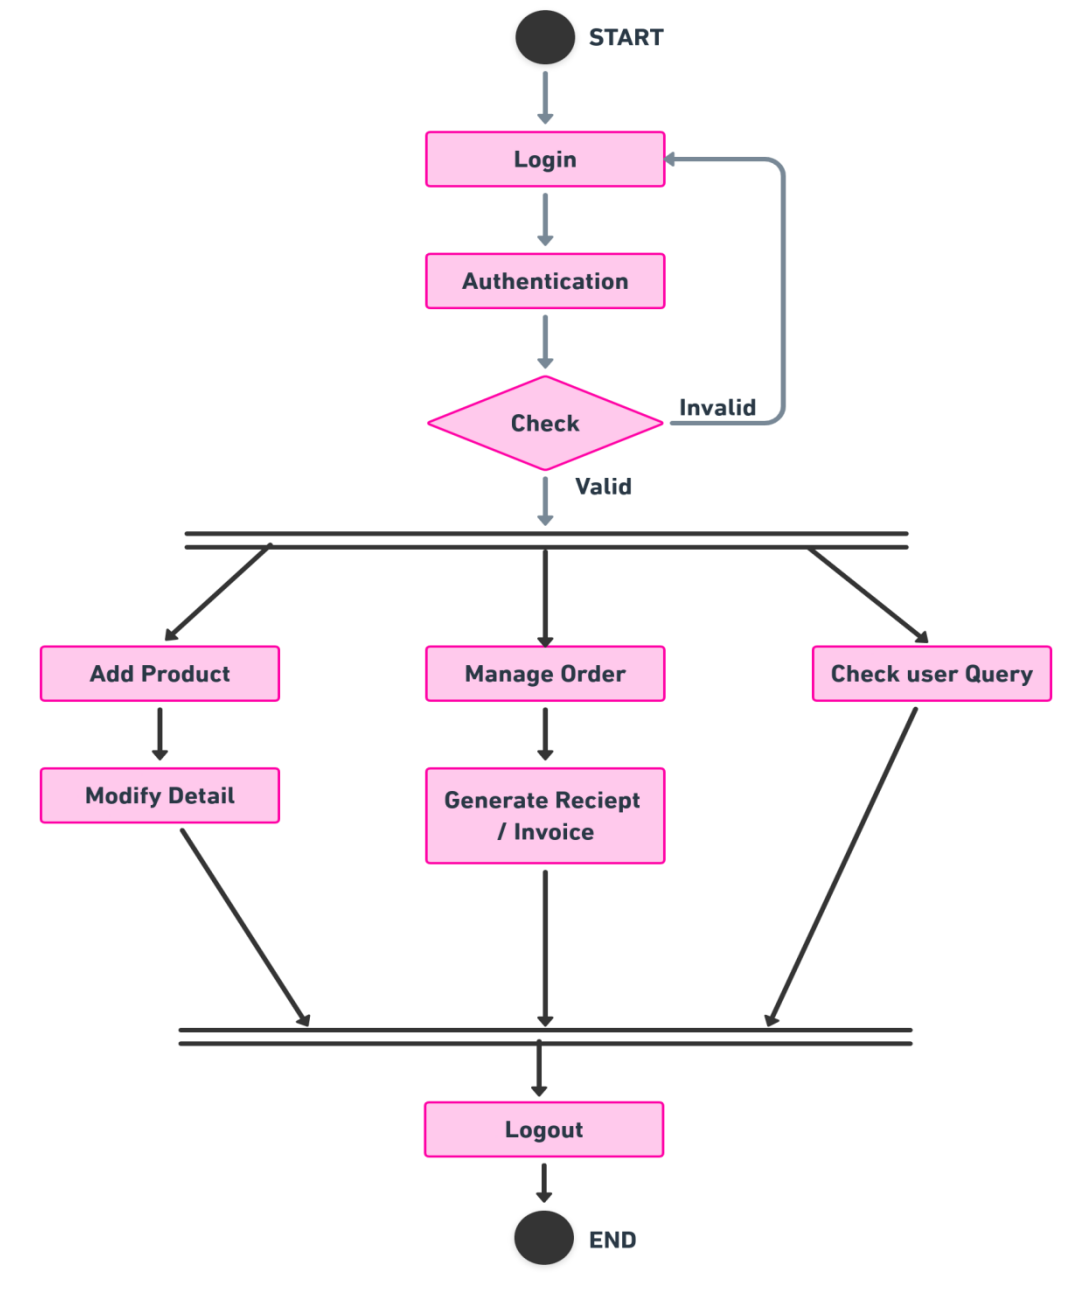 START
Login
Authentication
Check
Invalid
Valid
Add Product
Manage Order
Check user Query
Modify Detail
Generate Reciept
/ Invoice
Logout
END